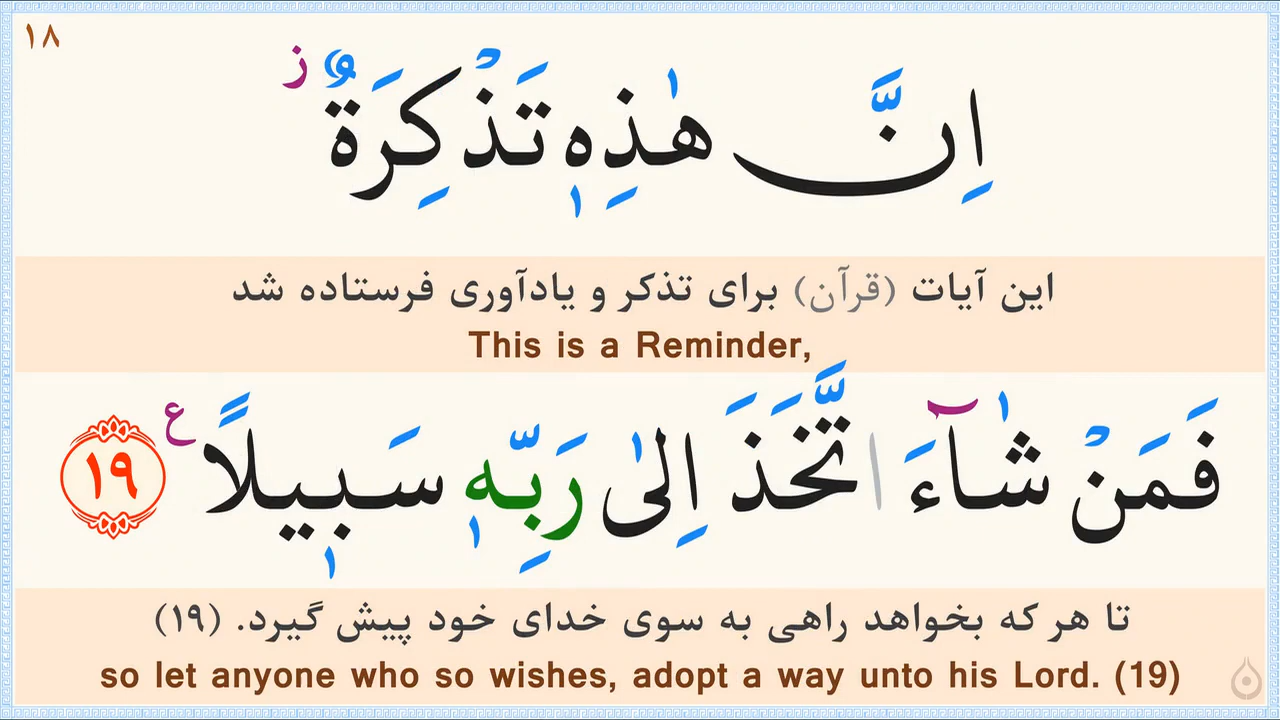 ۱۸
اِنَّ هٰذِهٖ تَذْكِرَةٌ ز
این آیات (قرآن) برای تذکر و یادآوری فرستاده شد
This is a Reminder,
فَمَنْ شَٰٓاءَ اتَّخَذَ اِلىٰ رَبِّهٖ سَبٖيلًا ع ۱۹
تا هر که بخواهد راهی به سوی خدای خود پیش گیرد. (۱۹)
so let anyone who so wishes, adopt a way unto his Lord. (19)